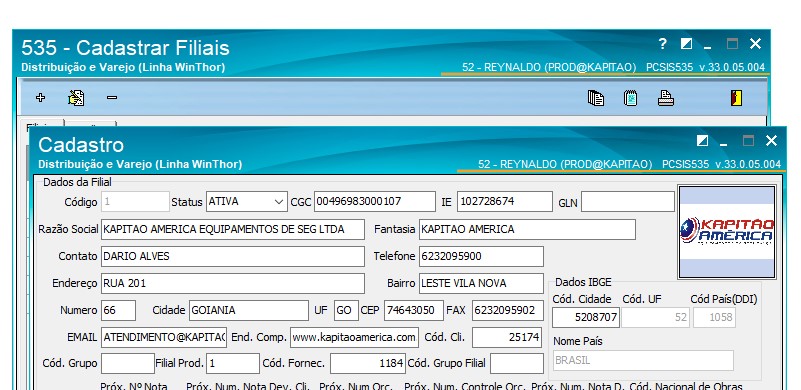 535 - Cadastrar Filiais
Distribuição e Varejo (Linha WinThor)
52 - REYNALDO (PROD@KAPITAO) PCSIS535 v.33.0.05.004
Cadastro
Distribuição e Varejo (Linha WinThor)
52 - REYNALDO (PROD@KAPITAO) PCSIS535 v.33.0.05.004
Dados da Filial
Código 1 Status ATIVA CGC 00496983000107 IE 102728674 GLN
Razão Social KAPITAO AMERICA EQUIPAMENTOS DE SEG LTDA Fantasia KAPITAO AMERICA
KAPITÃO
AMÉRICA
Contato DARIO ALVES Telefone 6232095900
Endereço RUA 201 Bairro LESTE VILA NOVA
Dados IBGE
Cód. Cidade Cód. UF Cód País(DDI)
Numero 66 Cidade GOIANIA UF GO CEP 74643050 FAX 6232095902
5208707 52 1058
EMAIL ATENDIMENTO@KAPITAC End. Comp. www.kapitaoamerica.com Cód. Cli. 25174
Nome País
BRASIL
Cód. Grupo Filial Prod. 1 Cód. Fornec. 1184 Cód. Grupo Filial
Próx. Nº Nota Próx. Num. Nota Dev. Cli. Próx. Num Orc. Próx. Num. Controle Orc. Próx. Num. Nota D. Cód. Nacional de Obras